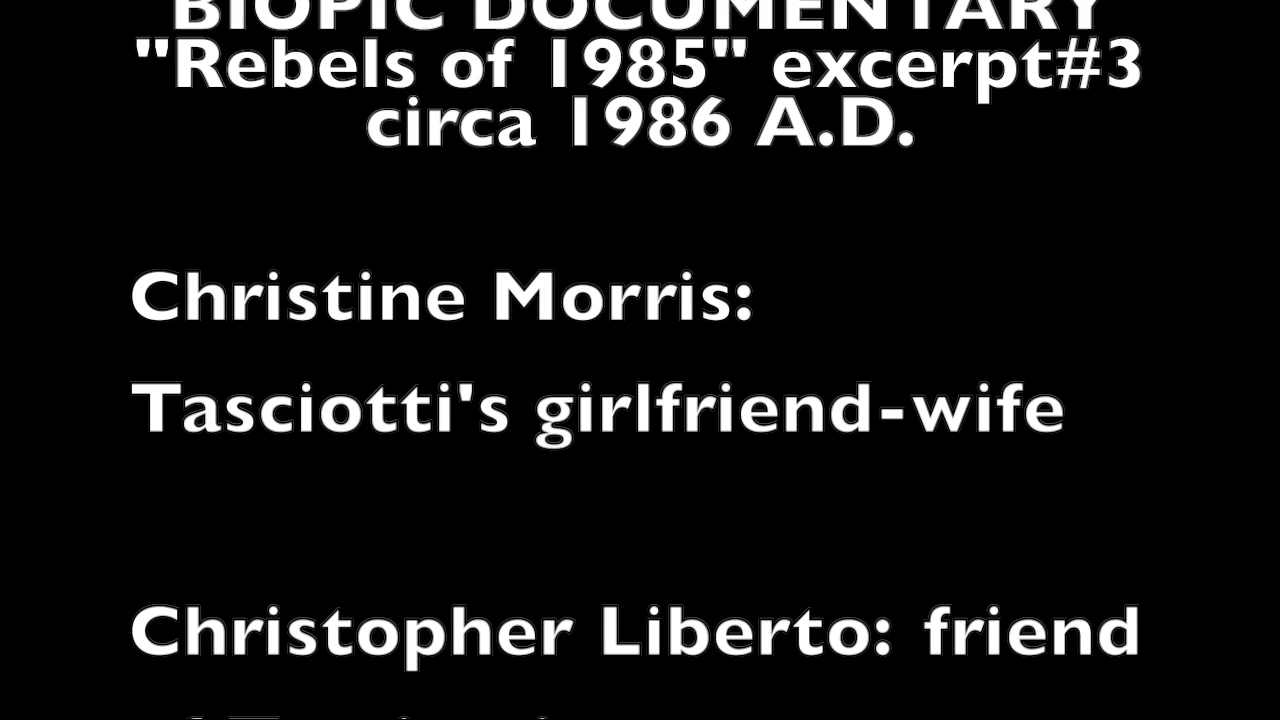 BIOPIC DOCUMENTARY
"Rebels of 1985" excerpt#3
circa 1986 A.D.
Christine Morris:
Tasciotti's girlfriend-wife
Christopher Liberto: friend